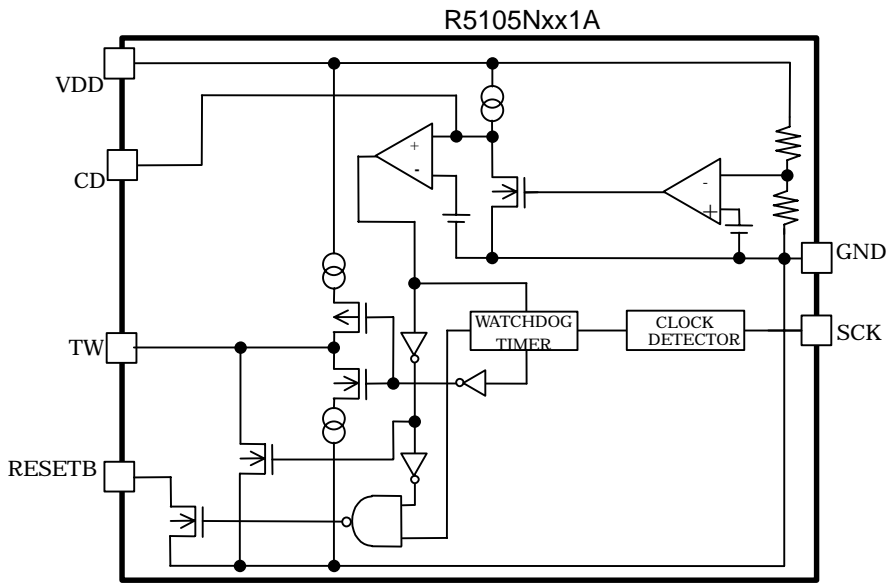 R5105Nxx1A
VDD
CD
+
-
-
+
GND
WATCHDOG
TIMER
CLOCK
DETECTOR
SCK
TW
RESETB